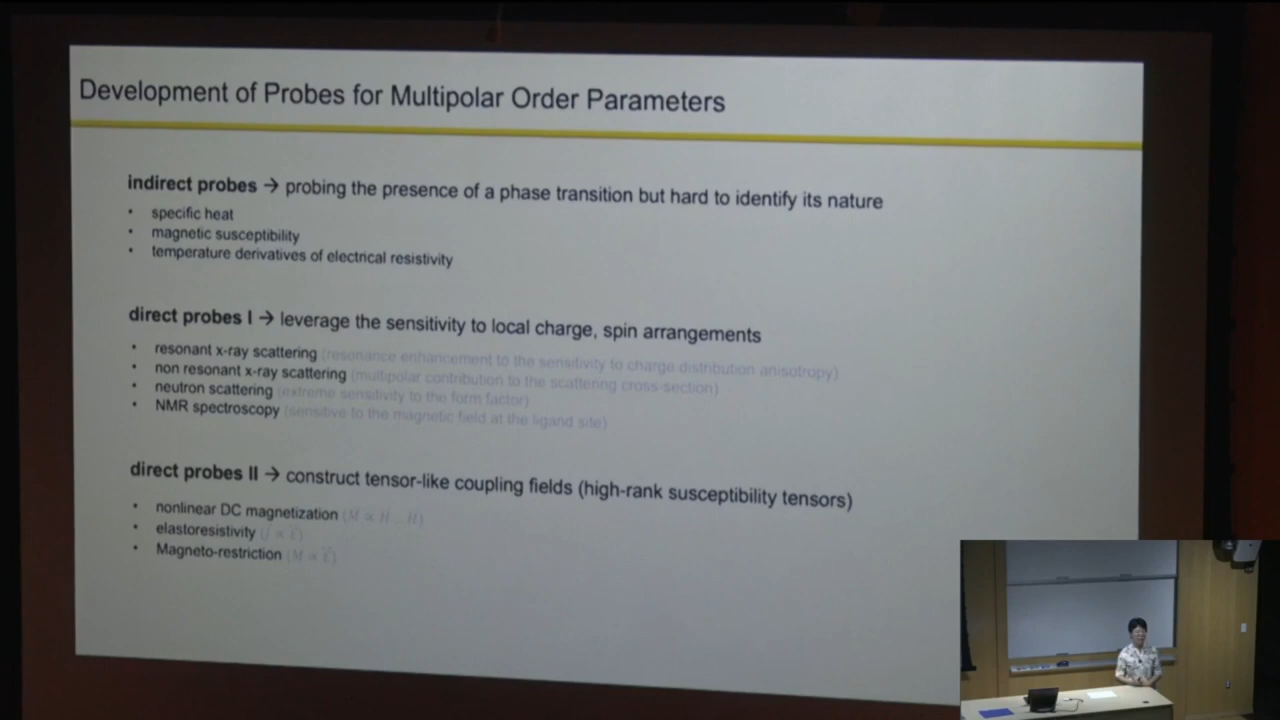 Development of Probes for Multipolar Order Parameters
indirect probes → probing the presence of a phase transition but hard to identify its nature
• specific heat
• magnetic susceptibility
• temperature derivatives of electrical resistivity
direct probes I → leverage the sensitivity to local charge, spin arrangements
• resonant x-ray scattering (resonance enhancement to the sensitivity to charge distribution anisotropy)
• non resonant x-ray scattering (multipolar contribution to the scattering cross-section)
• neutron scattering (extreme sensitivity to the form factor)
• NMR spectroscopy (sensitive to the magnetic field at the ligand site)
direct probes II → construct tensor-like coupling fields (high-rank susceptibility tensors)
• nonlinear DC magnetization (M ∝ H ... H)
• elastoresistivity
• Magneto-restriction